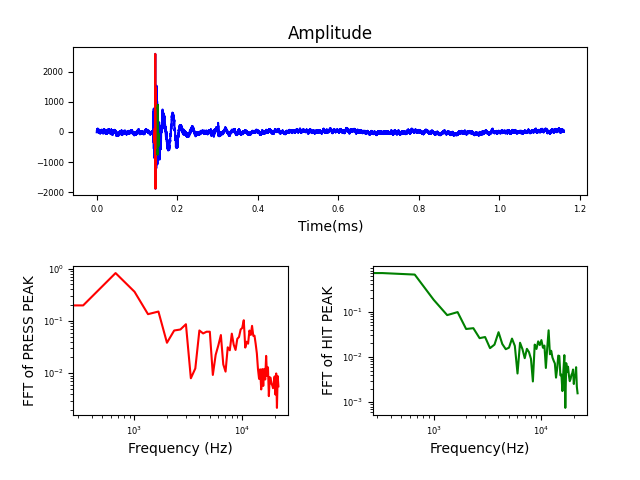 Amplitude
2000
1000
0
−1000
−2000
0.0 0.2 0.4 0.6 0.8 1.0 1.2
Time(ms)
FFT of PRESS PEAK
10⁰
10⁻¹
10⁻²
10³ 10⁴
Frequency (Hz)
FFT of HIT PEAK
10⁻¹
10⁻²
10⁻³
10³ 10⁴
Frequency(Hz)